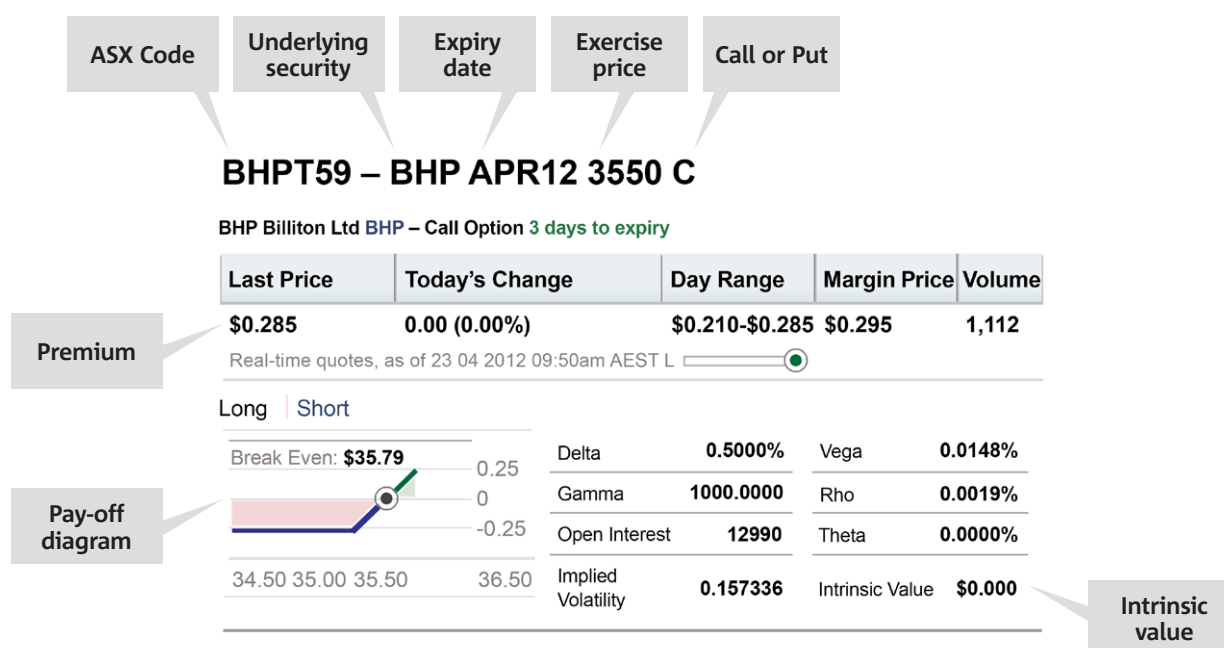 ASX Code
Underlying
security
Expiry
date
Exercise
price
Call or Put
BHPT59 – BHP APR12 3550 C
BHP Billiton Ltd BHP – Call Option 3 days to expiry
Last Price Today's Change Day Range Margin Price Volume
$0.285 0.00 (0.00%) $0.210-$0.285 $0.295 1,112
Premium
Real-time quotes, as of 23 04 2012 09:50am AEST L
Long Short
Break Even: $35.79
0.25
0
-0.25
34.50 35.00 35.50 36.50
Pay-off
diagram
Delta 0.5000%
Gamma 1000.0000
Open Interest 12990
Implied
Volatility 0.157336
Vega 0.0148%
Rho 0.0019%
Theta 0.0000%
Intrinsic Value $0.000
Intrinsic
value